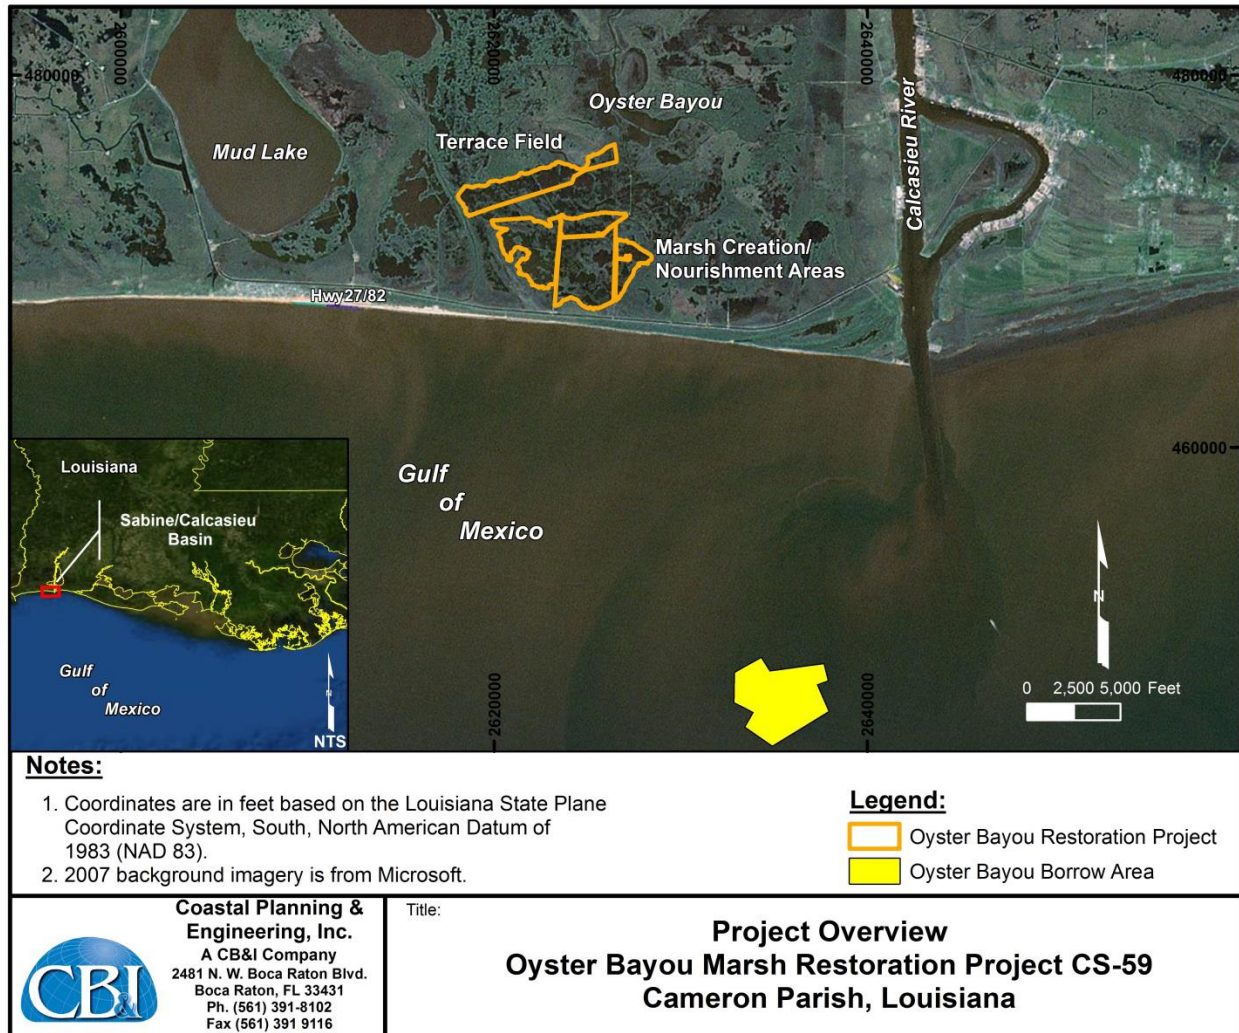 2600000
2620000
2640000
480000
480000
Calcasieu River
Oyster Bayou
Mud Lake
Terrace Field
Marsh Creation/
Nourishment Areas
Hwy27/82
460000
Gulf
of
Mexico
Louisiana
Sabine/Calcasieu
Basin
Gulf
of
Mexico
N
NTS
N
0 2,500 5,000 Feet
2620000
2640000
Notes:
1. Coordinates are in feet based on the Louisiana State Plane
Coordinate System, South, North American Datum of
1983 (NAD 83).
2. 2007 background imagery is from Microsoft.
Legend:
Oyster Bayou Restoration Project
Oyster Bayou Borrow Area
CB&I
Coastal Planning &
Engineering, Inc.
A CB&I Company
2481 N. W. Boca Raton Blvd.
Boca Raton, FL 33431
Ph. (561) 391-8102
Fax (561) 391 9116
Title:
Project Overview
Oyster Bayou Marsh Restoration Project CS-59
Cameron Parish, Louisiana